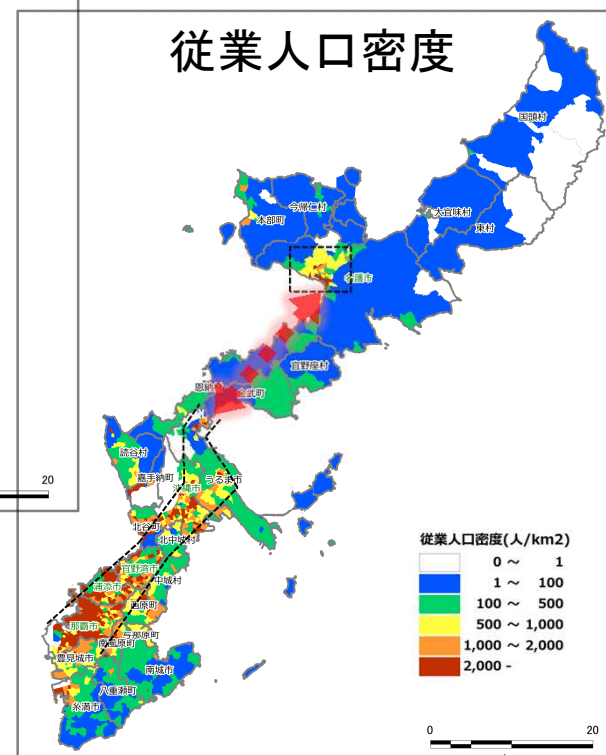 従業人口密度
国頭村
大宜味村
東村
今帰仁村
本部町
名護市
宜野座村
恩納村
金武町
読谷村
嘉手納町
沖縄市
うるま市
北谷町
北中城村
宜野湾市
中城村
浦添市
西原町
那覇市
与那原町
南風原町
豊見城市
南城市
八重瀬町
糸満市
20
従業人口密度(人/km2)
0 ～ 1
1 ～ 100
100 ～ 500
500 ～ 1,000
1,000 ～ 2,000
2,000 -
0 20